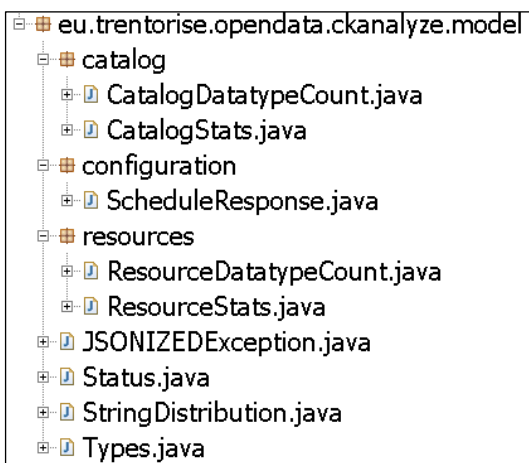 eu.trentorise.opendata.ckanalyze.model
catalog
CatalogDatatypeCount.java
CatalogStats.java
configuration
ScheduleResponse.java
resources
ResourceDatatypeCount.java
ResourceStats.java
JSONIZEDException.java
Status.java
StringDistribution.java
Types.java